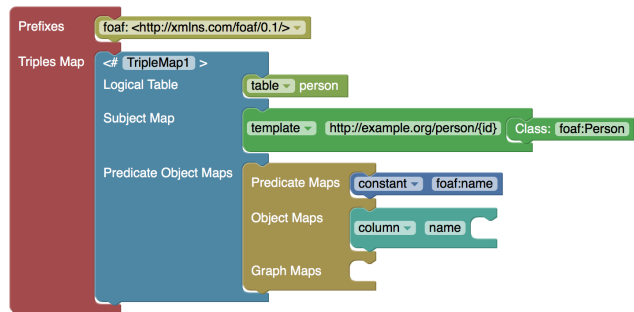 Prefixes foaf: <http://xmlns.com/foaf/0.1/>
Triples Map <# TripleMap1 >
Logical Table table person
Subject Map
template http://example.org/person/{id} Class: foaf:Person
Predicate Object Maps
Predicate Maps constant foaf:name
Object Maps
column name
Graph Maps